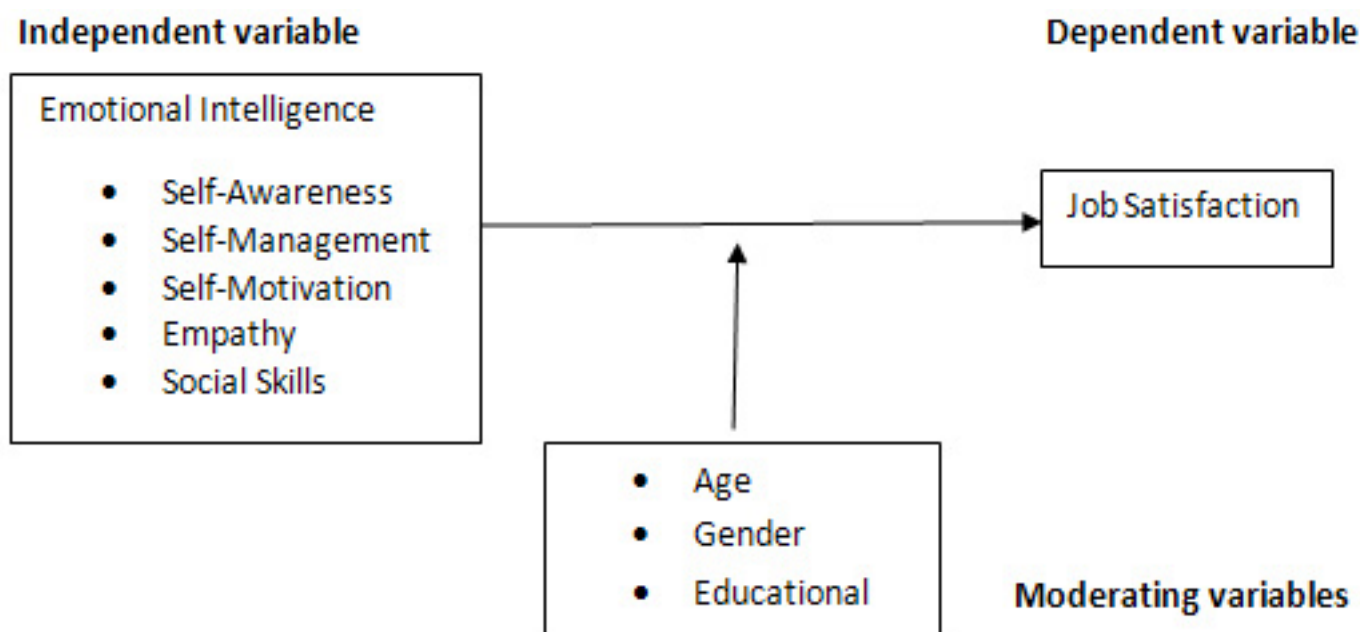 Independent variable
Dependent variable
Emotional Intelligence
• Self-Awareness
• Self-Management
• Self-Motivation
• Empathy
• Social Skills
Job Satisfaction
• Age
• Gender
• Educational
Moderating variables